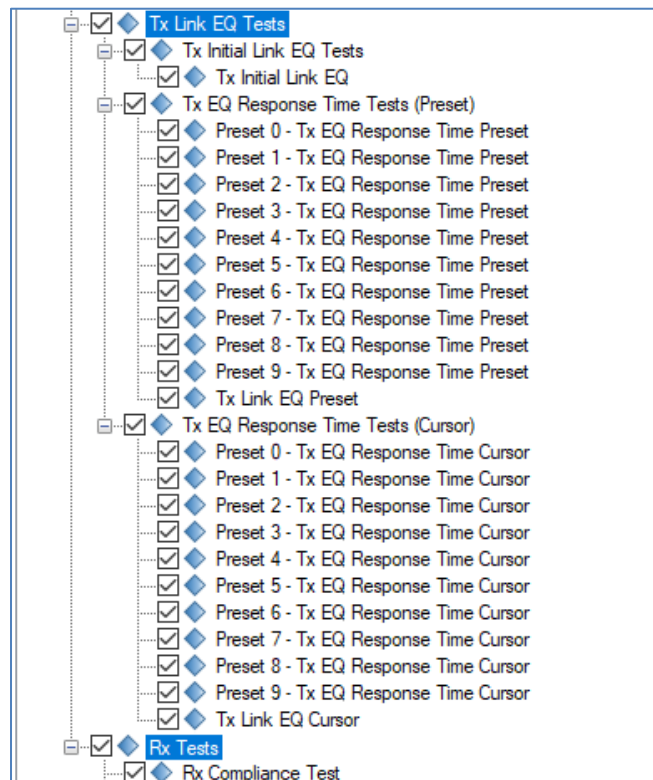 Tx Link EQ Tests
Tx Initial Link EQ Tests
Tx Initial Link EQ
Tx EQ Response Time Tests (Preset)
Preset 0 - Tx EQ Response Time Preset
Preset 1 - Tx EQ Response Time Preset
Preset 2 - Tx EQ Response Time Preset
Preset 3 - Tx EQ Response Time Preset
Preset 4 - Tx EQ Response Time Preset
Preset 5 - Tx EQ Response Time Preset
Preset 6 - Tx EQ Response Time Preset
Preset 7 - Tx EQ Response Time Preset
Preset 8 - Tx EQ Response Time Preset
Preset 9 - Tx EQ Response Time Preset
Tx Link EQ Preset
Tx EQ Response Time Tests (Cursor)
Preset 0 - Tx EQ Response Time Cursor
Preset 1 - Tx EQ Response Time Cursor
Preset 2 - Tx EQ Response Time Cursor
Preset 3 - Tx EQ Response Time Cursor
Preset 4 - Tx EQ Response Time Cursor
Preset 5 - Tx EQ Response Time Cursor
Preset 6 - Tx EQ Response Time Cursor
Preset 7 - Tx EQ Response Time Cursor
Preset 8 - Tx EQ Response Time Cursor
Preset 9 - Tx EQ Response Time Cursor
Tx Link EQ Cursor
Rx Tests
Rx Compliance Test